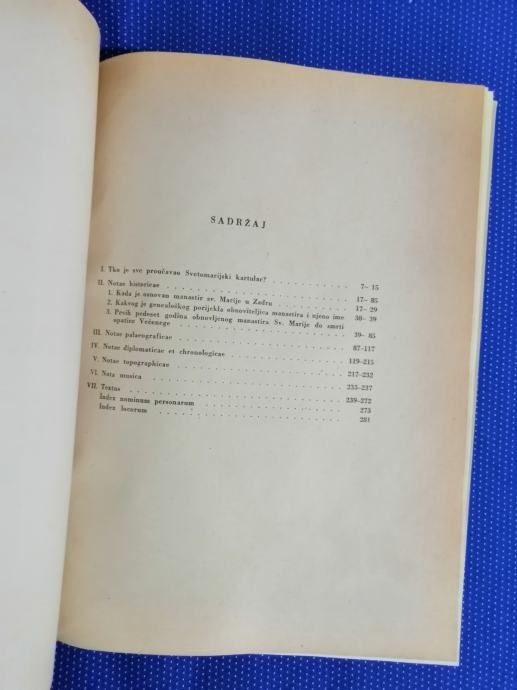 SADRŽAJ
I. Tko je sve proučavao Svetomarijski kartular? 7– 15
II. Notae historicae 17– 85
1. Kada je osnovan manastir sv. Marije u Zadru 17– 29
2. Kakvog je genealoškog porijekla obnoviteljica manastira i njeno ime 30– 39
3. Prvih pedeset godina obnovljenog manastira Sv. Marije do smrti
opatice Večenege 39– 85
III. Notae palaeograficae 87–117
IV. Notae diplomaticae et chronologicae 119–215
V. Notae topographicae 217–232
VI. Nota musica 233–237
VII. Textus 239–272
Index nominum personarum 273
Index locorum 281